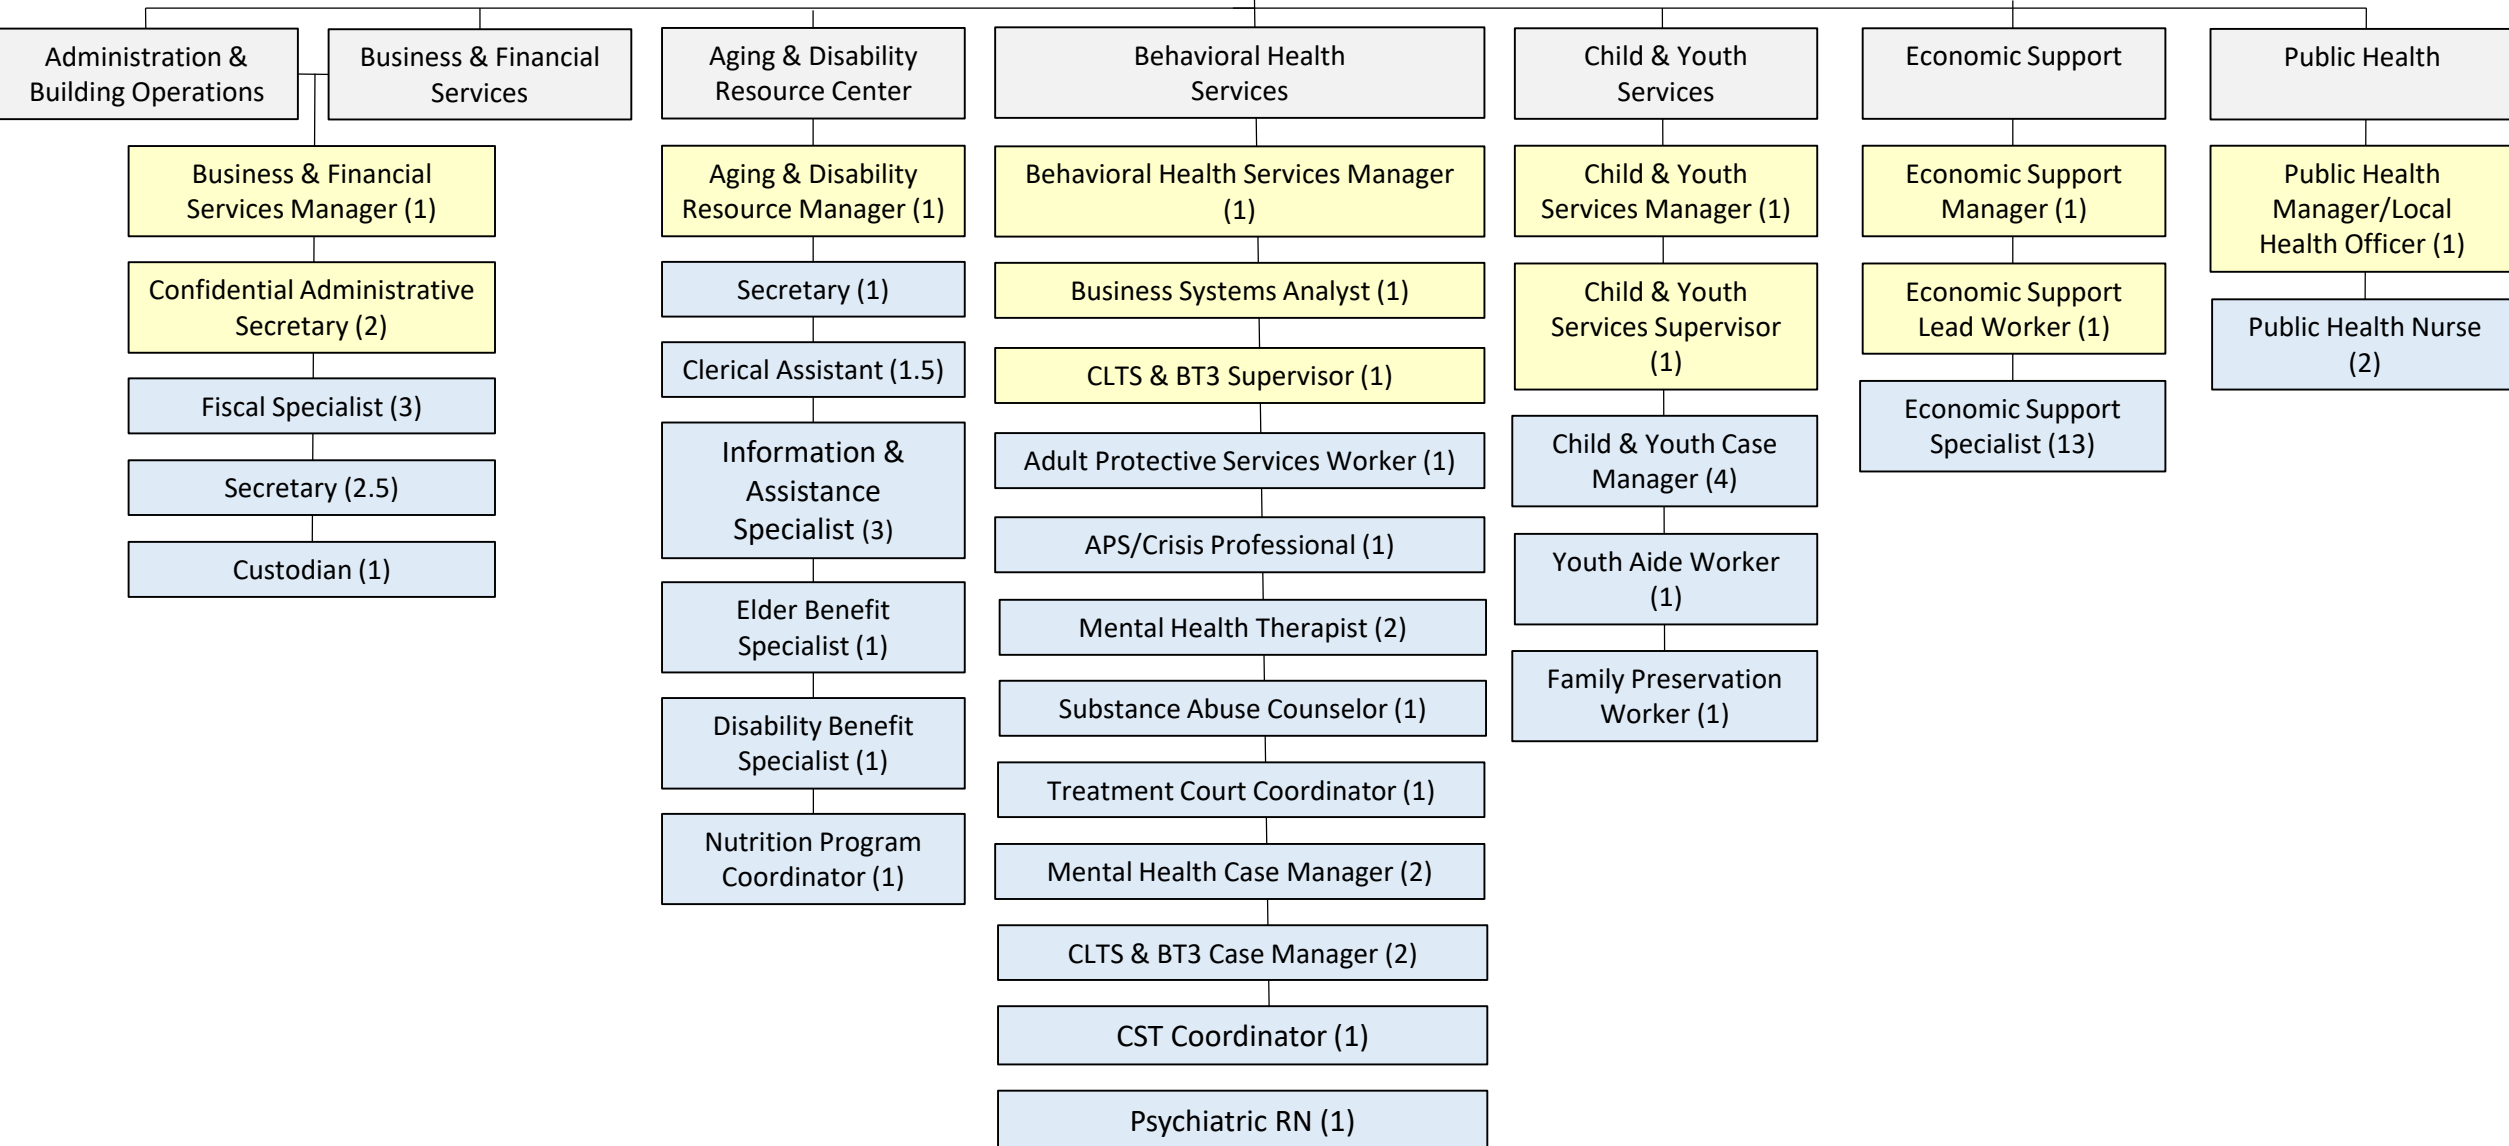 Administration &
Building Operations
Business & Financial
Services
Business & Financial
Services Manager (1)
Confidential Administrative
Secretary (2)
Fiscal Specialist (3)
Secretary (2.5)
Custodian (1)
Aging & Disability
Resource Center
Aging & Disability
Resource Manager (1)
Secretary (1)
Clerical Assistant (1.5)
Information &
Assistance
Specialist (3)
Elder Benefit
Specialist (1)
Disability Benefit
Specialist (1)
Nutrition Program
Coordinator (1)
Behavioral Health
Services
Behavioral Health Services Manager
(1)
Business Systems Analyst (1)
CLTS & BT3 Supervisor (1)
Adult Protective Services Worker (1)
APS/Crisis Professional (1)
Mental Health Therapist (2)
Substance Abuse Counselor (1)
Treatment Court Coordinator (1)
Mental Health Case Manager (2)
CLTS & BT3 Case Manager (2)
CST Coordinator (1)
Psychiatric RN (1)
Child & Youth
Services
Child & Youth
Services Manager (1)
Child & Youth
Services Supervisor
(1)
Child & Youth Case
Manager (4)
Youth Aide Worker
(1)
Family Preservation
Worker (1)
Economic Support
Economic Support
Manager (1)
Economic Support
Lead Worker (1)
Economic Support
Specialist (13)
Public Health
Public Health
Manager/Local
Health Officer (1)
Public Health Nurse
(2)